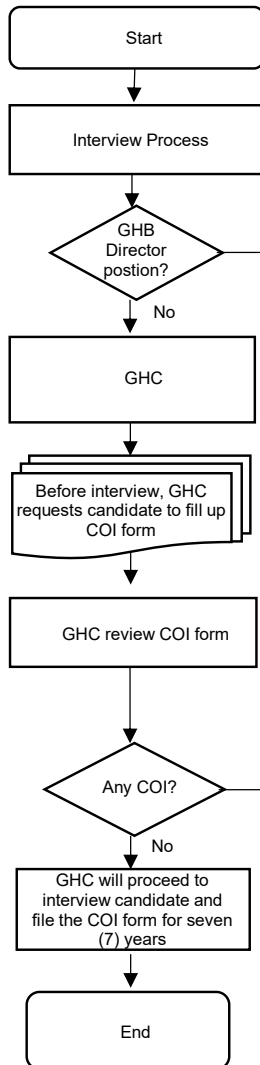 Start
Interview Process
GHB
Director
postion?
No
GHC
Before interview, GHC
requests candidate to fill up
COI form
GHC review COI form
Any COI?
No
GHC will proceed to
interview candidate and
file the COI form for seven
(7) years
End